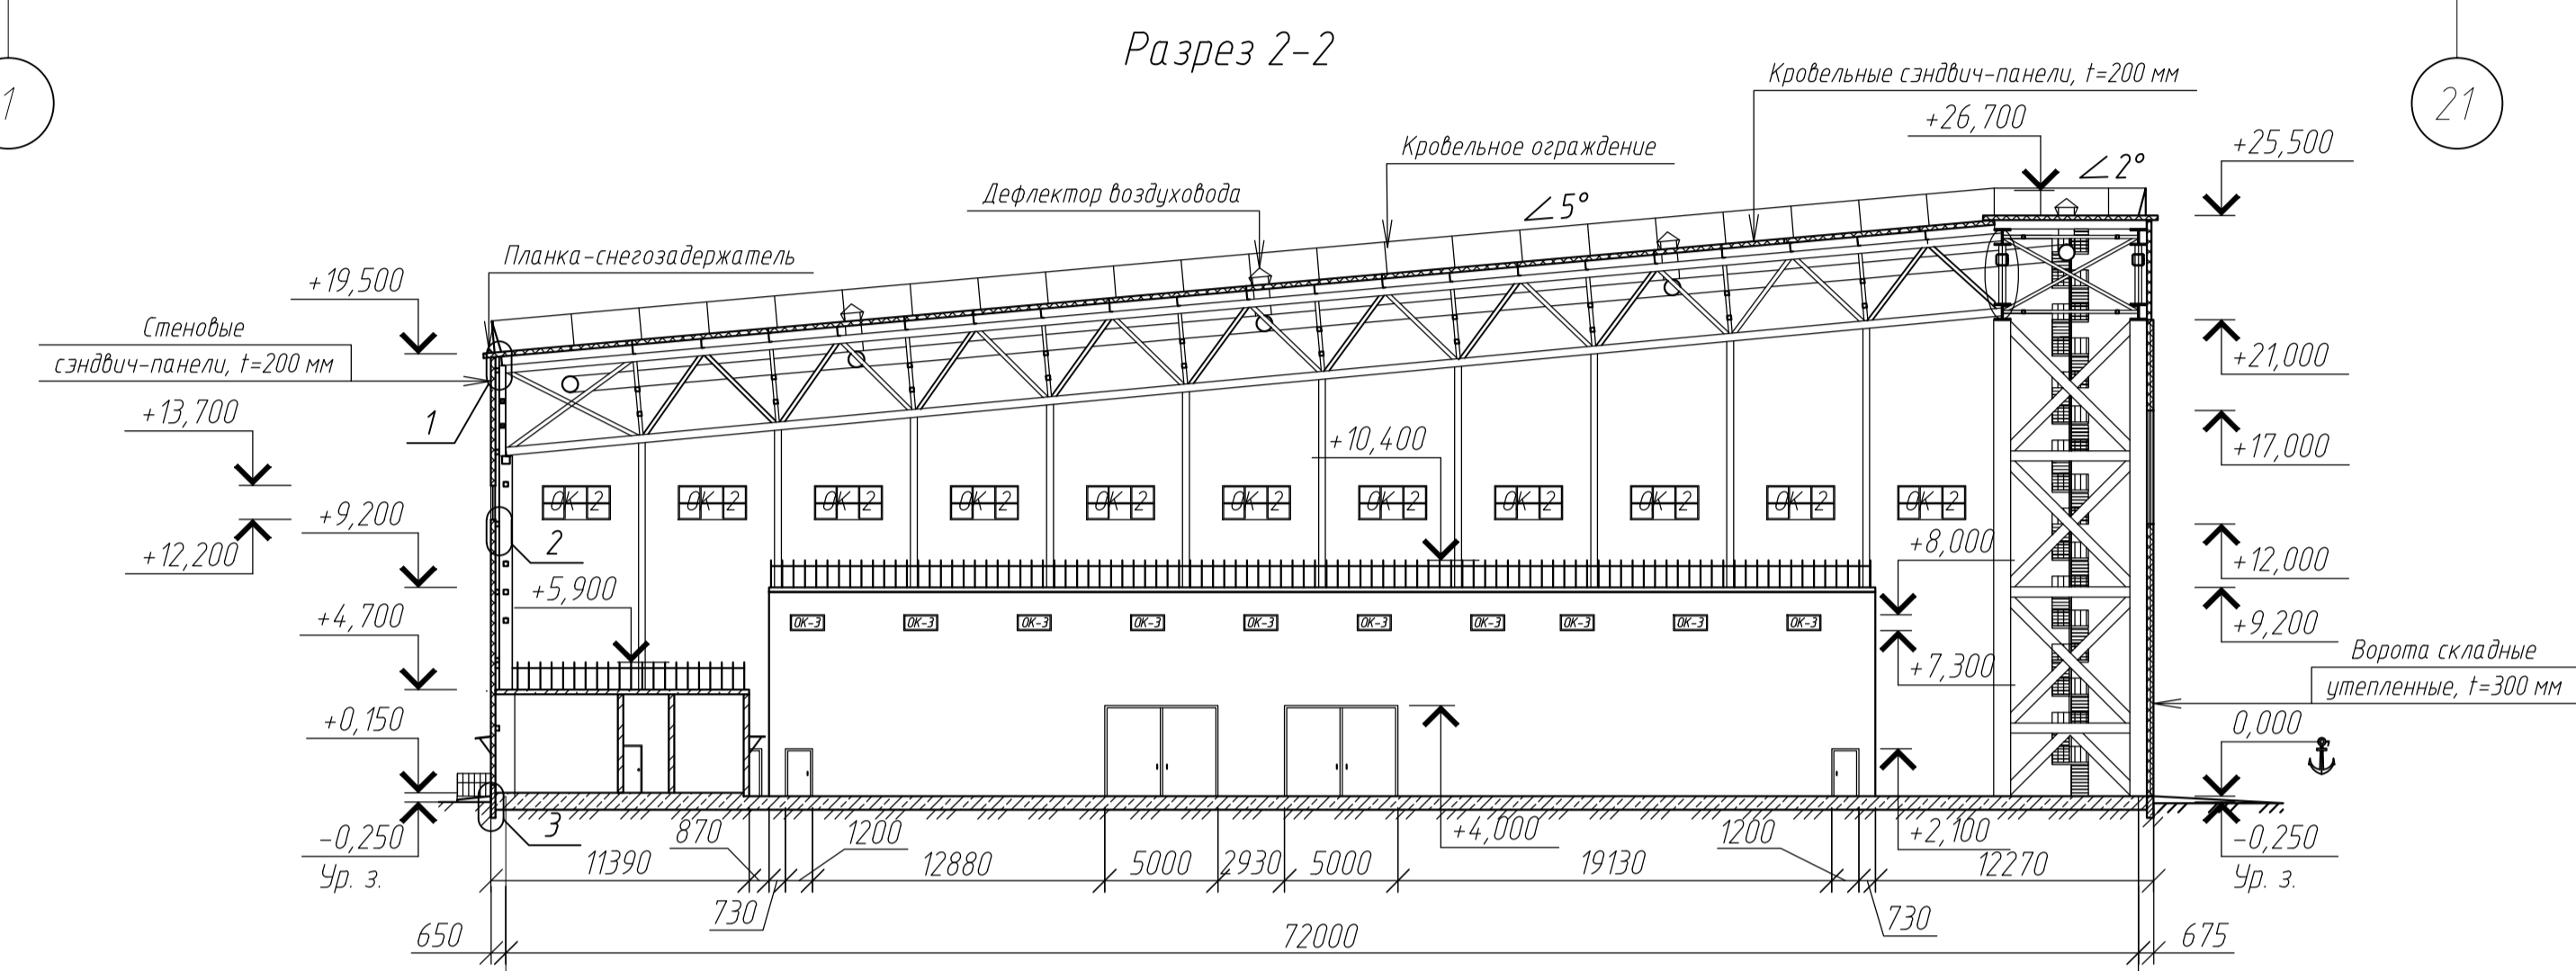 Разрез 2-2
1
21
Кровельные сэндвич-панели, t=200 мм
+26,700
+25,500
Кровельное ограждение
∠2°
Дефлектор воздуховода
∠5°
Планка-снегозадержатель
+19,500
Стеновые
сэндвич-панели, t=200 мм
+21,000
+13,700
1
+10,400
+17,000
ОК 2
ОК 2
ОК 2
ОК 2
ОК 2
ОК 2
ОК 2
ОК 2
ОК 2
ОК 2
ОК 2
+9,200
2
+8,000
+12,200
+12,000
+5,900
+4,700
ОК-3
ОК-3
ОК-3
ОК-3
ОК-3
ОК-3
ОК-3
ОК-3
ОК-3
ОК-3
+9,200
+7,300
Ворота складные
утепленные, t=300 мм
+0,150
0,000
-0,250
Ур. з.
3
870
1200
+4,000
1200
+2,100
-0,250
Ур. з.
11390
12880
5000
2930
5000
19130
12270
730
730
650
72000
675